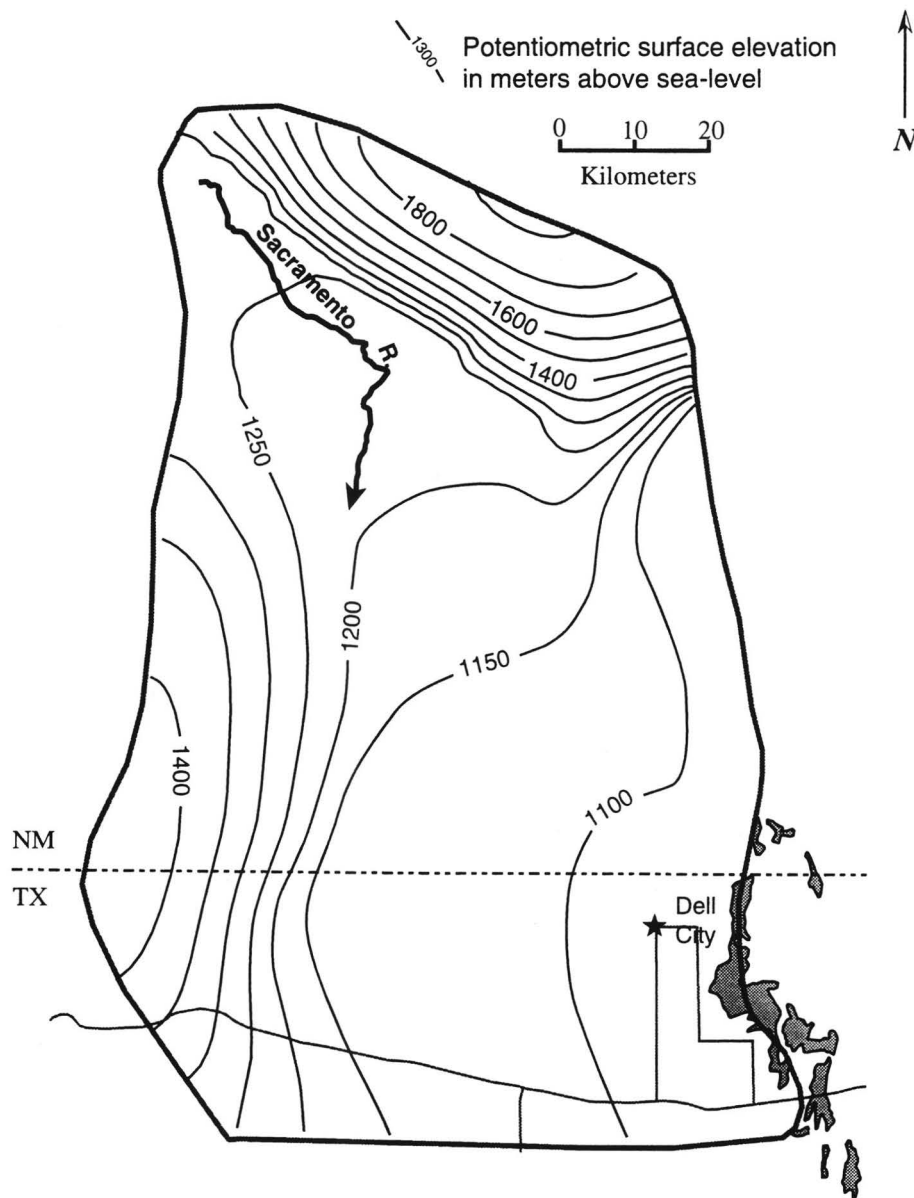 1300
Potentiometric surface elevation
in meters above sea-level
N
0 10 20
Kilometers
1800
Sacramento R
1600
1400
1250
1200
1150
1400
1100
NM
TX
Dell
City